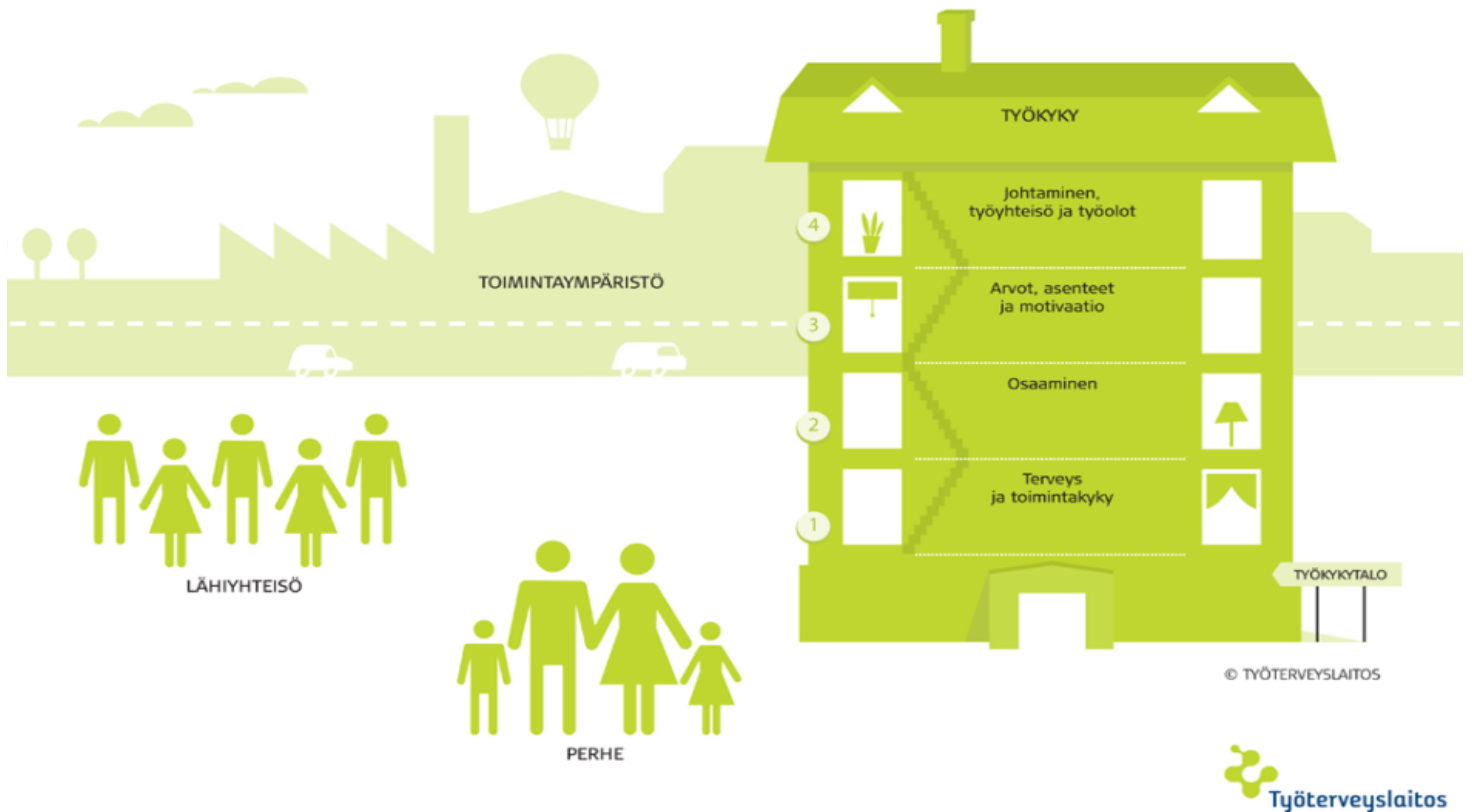 TYÖKYKY
4
Johtaminen,
työyhteisö ja työolot
TOIMINTAYMPÄRISTÖ
3
Arvot, asenteet
ja motivaatio
2
Osaaminen
1
Terveys
ja toimintakyky
LÄHIYHTEISÖ
TYÖKYKYTALO
PERHE
© TYÖTERVEYSLAITOS
Työterveyslaitos